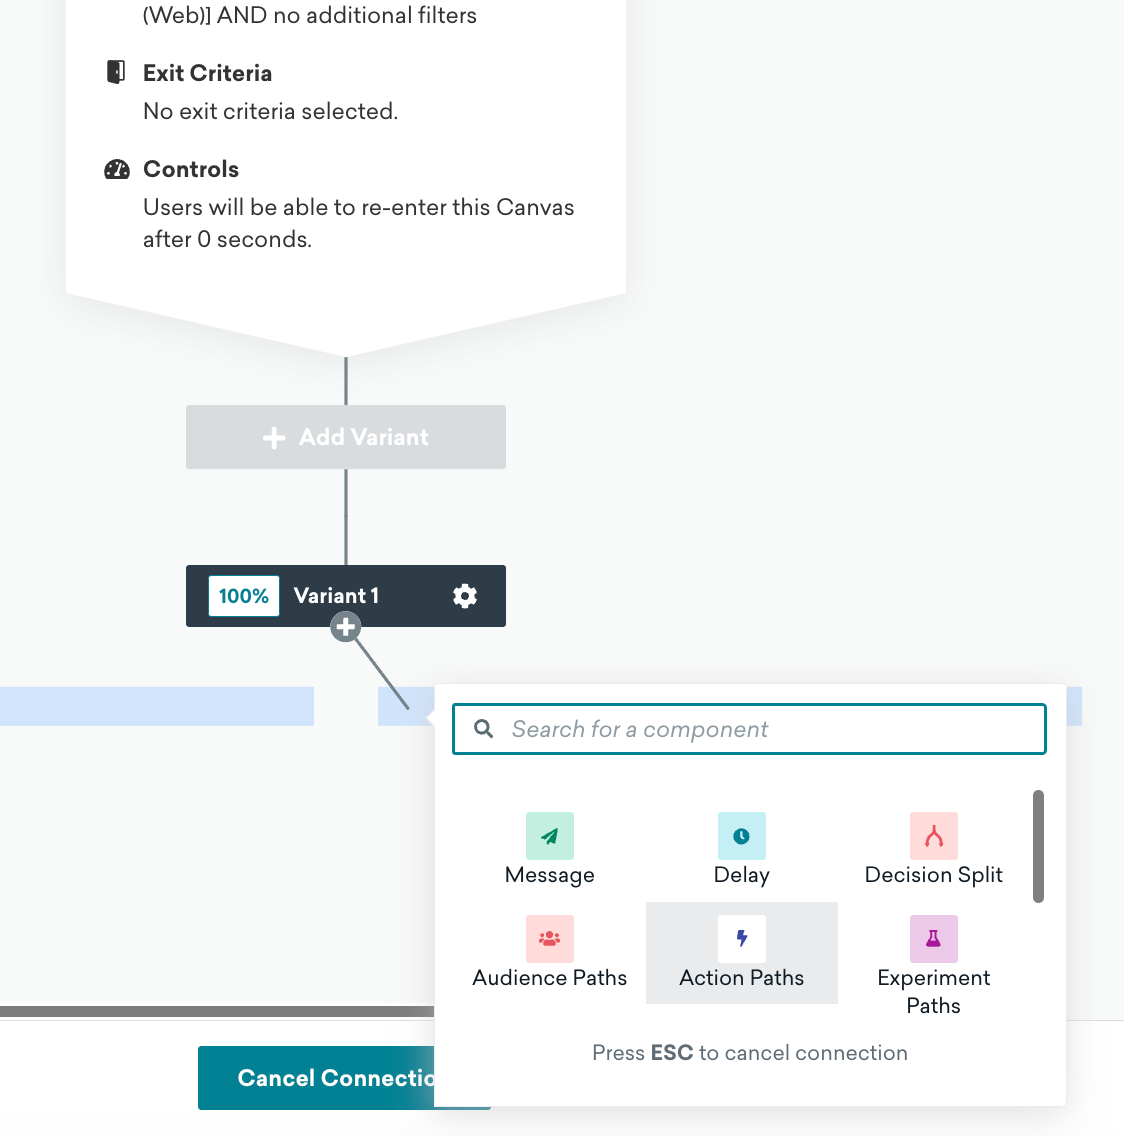 (Web)] AND no additional filters
Exit Criteria
No exit criteria selected.
Controls
Users will be able to re-enter this Canvas
after 0 seconds.
Add Variant
100% Variant 1
Search for a component
Message Delay Decision Split
Audience Paths Action Paths Experiment
Paths
Press ESC to cancel connection
Cancel Connectio